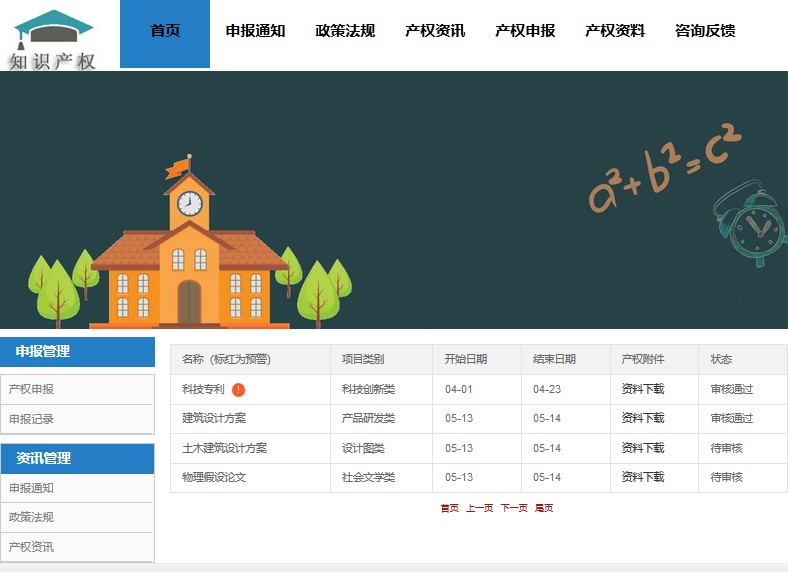 知识产权
首页 申报通知 政策法规 产权资讯 产权申报 产权资料 咨询反馈
a²+b²=c²
申报管理
产权申报
申报记录
资讯管理
申报通知
政策法规
产权资讯
名称（标红为预警） 项目类别 开始日期 结束日期 产权附件 状态
科技专利 ! 科技创新类 04-01 04-23 资料下载 审核通过
建筑设计方案 产品研发类 05-13 05-14 资料下载 审核通过
土木建筑设计方案 设计图类 05-13 05-14 资料下载 待审核
物理假设论文 社会文学类 05-13 05-14 资料下载 待审核
首页 上一页 下一页 尾页